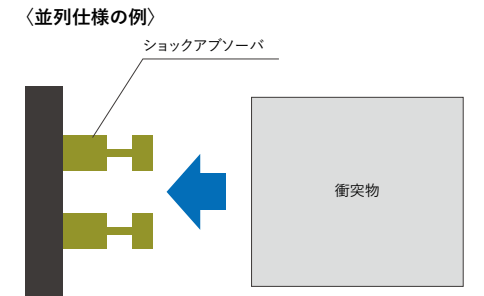 〈並列仕様の例〉
ショックアブソーバ
衝突物